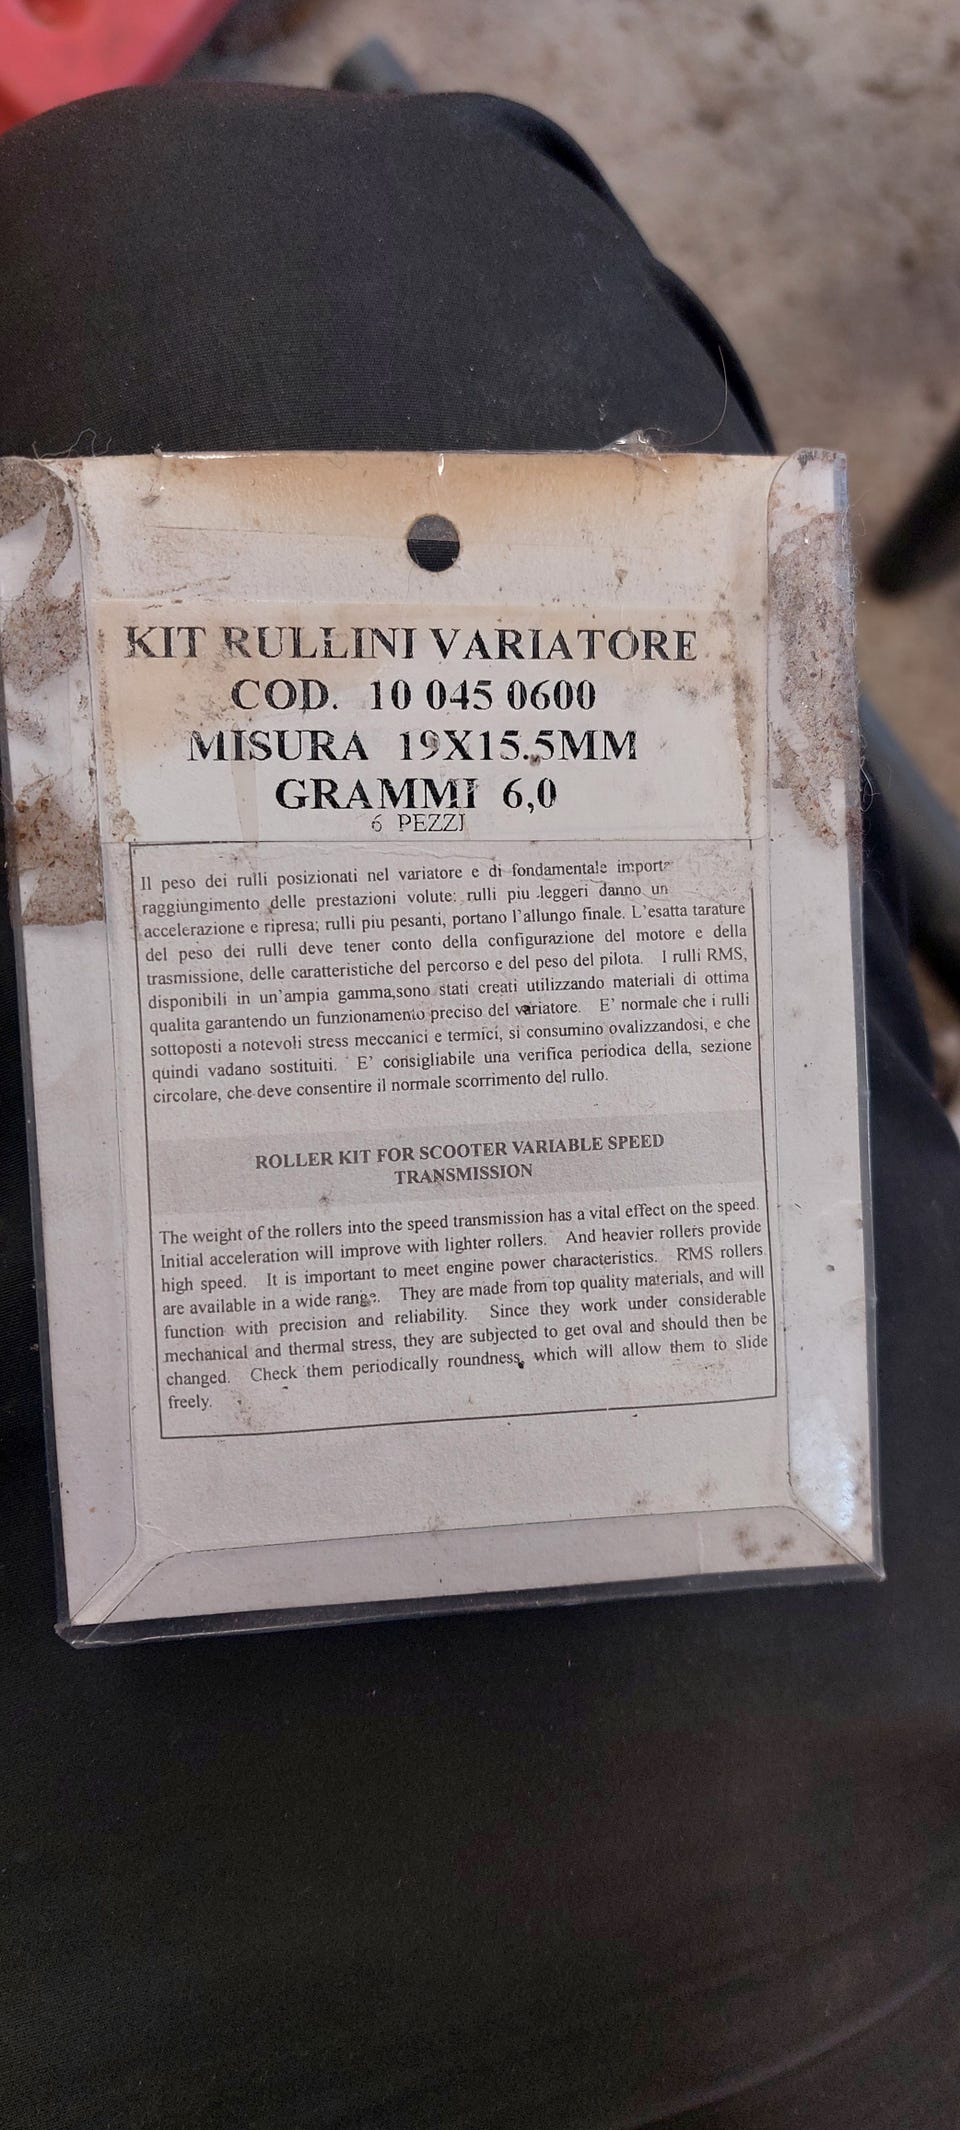 KIT RULLINI VARIATORE
COD. 10 045 0600
MISURA 19X15.5MM
GRAMMI 6,0
6 PEZZI
Il peso dei rulli posizionati nel variatore e di fondamentale
raggiungimento delle prestazioni volute: rulli piu leggeri danno un
accelerazione e ripresa; rulli piu pesanti, portano l'allungo finale. L'esatta tarature
del peso dei rulli deve tener conto della configurazione del motore e della
trasmissione, delle caratteristiche del percorso e del peso del pilota. I rulli RMS,
disponibili in un'ampia gamma,sono stati creati utilizzando materiali di ottima
qualita garantendo un funzionamento preciso del variatore. E' normale che i rulli
sottoposti a notevoli stress meccanici e termici, si consumino ovalizzandosi, e che
quindi vadano sostituiti. E' consigliabile una verifica periodica della, sezione
circolare, che deve consentire il normale scorrimento del rullo.
ROLLER KIT FOR SCOOTER VARIABLE SPEED
TRANSMISSION
The weight of the rollers into the speed transmission has a vital effect on the speed.
Initial acceleration will improve with lighter rollers. And heavier rollers provide
high speed. It is important to meet engine power characteristics. RMS rollers
are available in a wide range. They are made from top quality materials, and will
function with precision and reliability. Since they work under considerable
mechanical and thermal stress, they are subjected to get oval and should then be
changed. Check them periodically roundness, which will allow them to slide
freely.